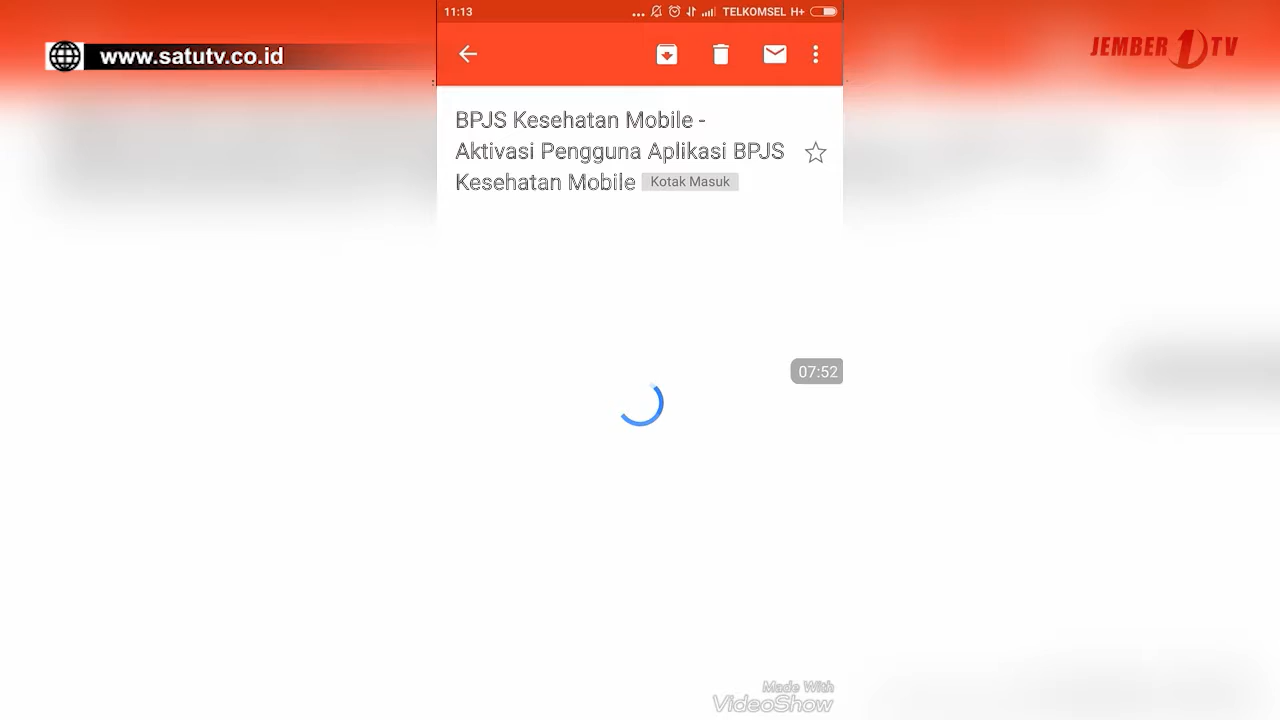 11:13
... TELKOMSEL H+
www.satutv.co.id
JEMBER 1 TV
BPJS Kesehatan Mobile -
Aktivasi Pengguna Aplikasi BPJS
Kesehatan Mobile Kotak Masuk
07:52
Made With
VideoShow